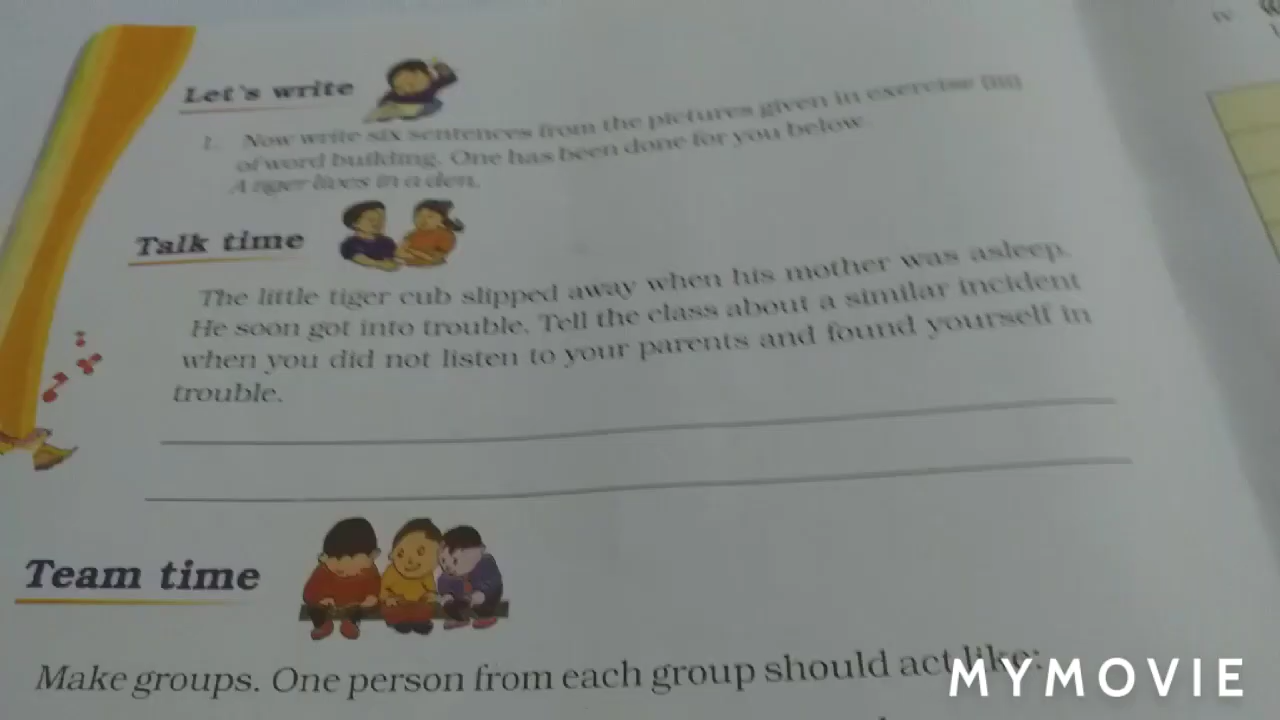 Let's write
1. Now write six sentences from the pictures given in exercise (iii)
of word building. One has been done for you below.
A tiger lives in a den.
Talk time
The little tiger cub slipped away when his mother was asleep.
He soon got into trouble. Tell the class about a similar incident
when you did not listen to your parents and found yourself in
trouble.
Team time
Make groups. One person from each group should act like:
MYMOVIE
iv